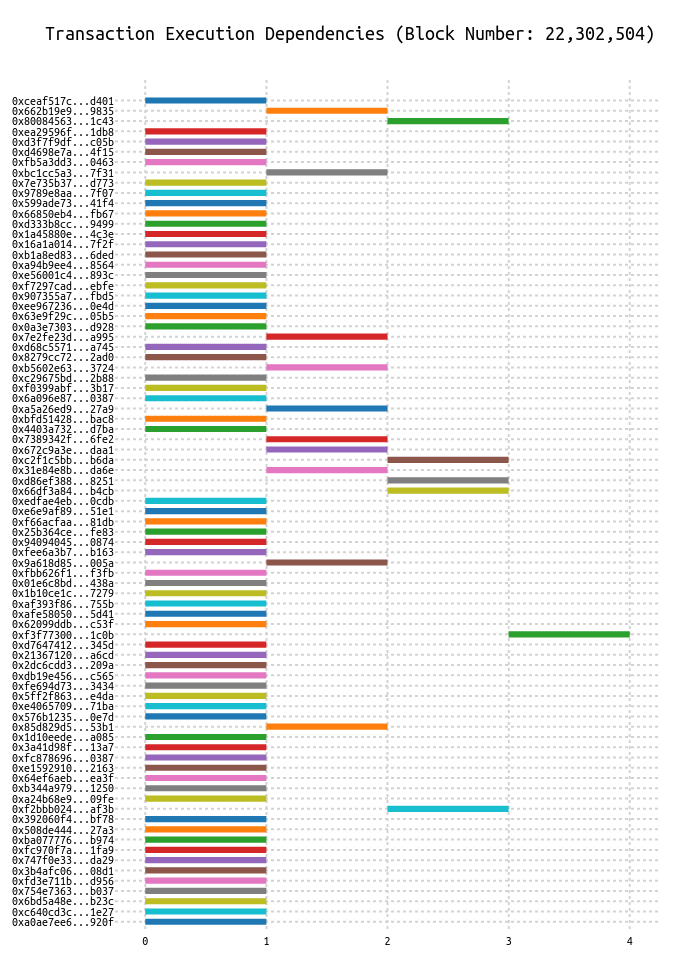 Transaction Execution Dependencies (Block Number: 22,302,504)
0xceaf517c...d401
0x662b19e9...9835
0x80084563...1c43
0xea29596f...1db8
0xd3f7f9df...c05b
0xd4698e7a...4f15
0xfb5a3dd3...0463
0xbc1cc5a3...7f31
0x7e735b37...d773
0x9789e8aa...7f07
0x599ade73...41f4
0x66850eb4...fb67
0xd333b8cc...9499
0x1a45880e...4c3e
0x16a1a014...7f2f
0xb1a8ed83...6ded
0xa94b9ee4...8564
0xe56001c4...893c
0xf7297cad...ebfe
0x907355a7...fbd5
0xee967236...0e4d
0x63e9f29c...05b5
0x0a3e7303...d928
0x7e2fe23d...a995
0xd68c5571...a745
0x8279cc72...2ad0
0xb5602e63...3724
0xc29675bd...2b88
0xf0399abf...3b17
0x6a096e87...0387
0xa5a26ed9...27a9
0xbfd51428...bac8
0x4403a732...d7ba
0x7389342f...6fe2
0x672c9a3e...daa1
0xc2f1c5bb...b6da
0x31e84e8b...da6e
0xd86ef388...8251
0x66df3a84...b4cb
0xedfae4eb...0cdb
0xe6e9af89...51e1
0xf66acfaa...81db
0x25b364ce...fe83
0x94094045...0874
0xfee6a3b7...b163
0x9a618d85...005a
0xfbb626f1...f3fb
0x01e6c8bd...438a
0x1b10ce1c...7279
0xaf393f86...755b
0xafe58050...5d41
0x62099ddb...c53f
0xf3f77300...1c0b
0xd7647412...345d
0x21367120...a6cd
0x2dc6cdd3...209a
0xdb19e456...c565
0xfe694d73...3434
0x5ff2f863...e4da
0xe4065709...71ba
0x576b1235...0e7d
0x85d829d5...53b1
0x1d10eede...a085
0x3a41d98f...13a7
0xfc878696...0387
0xe1592910...2163
0x64ef6aeb...ea3f
0xb344a979...1250
0xa24b68e9...09fe
0xf2bbb024...af3b
0x392060f4...bf78
0x508de444...27a3
0xba077776...b974
0xfc970f7a...1fa9
0x747f0e33...da29
0x3b4afc06...08d1
0xfd3e711b...d956
0x754e7363...b037
0x6bd5a48e...b23c
0xc640cd3c...1e27
0xa0ae7ee6...920f
0 1 2 3 4